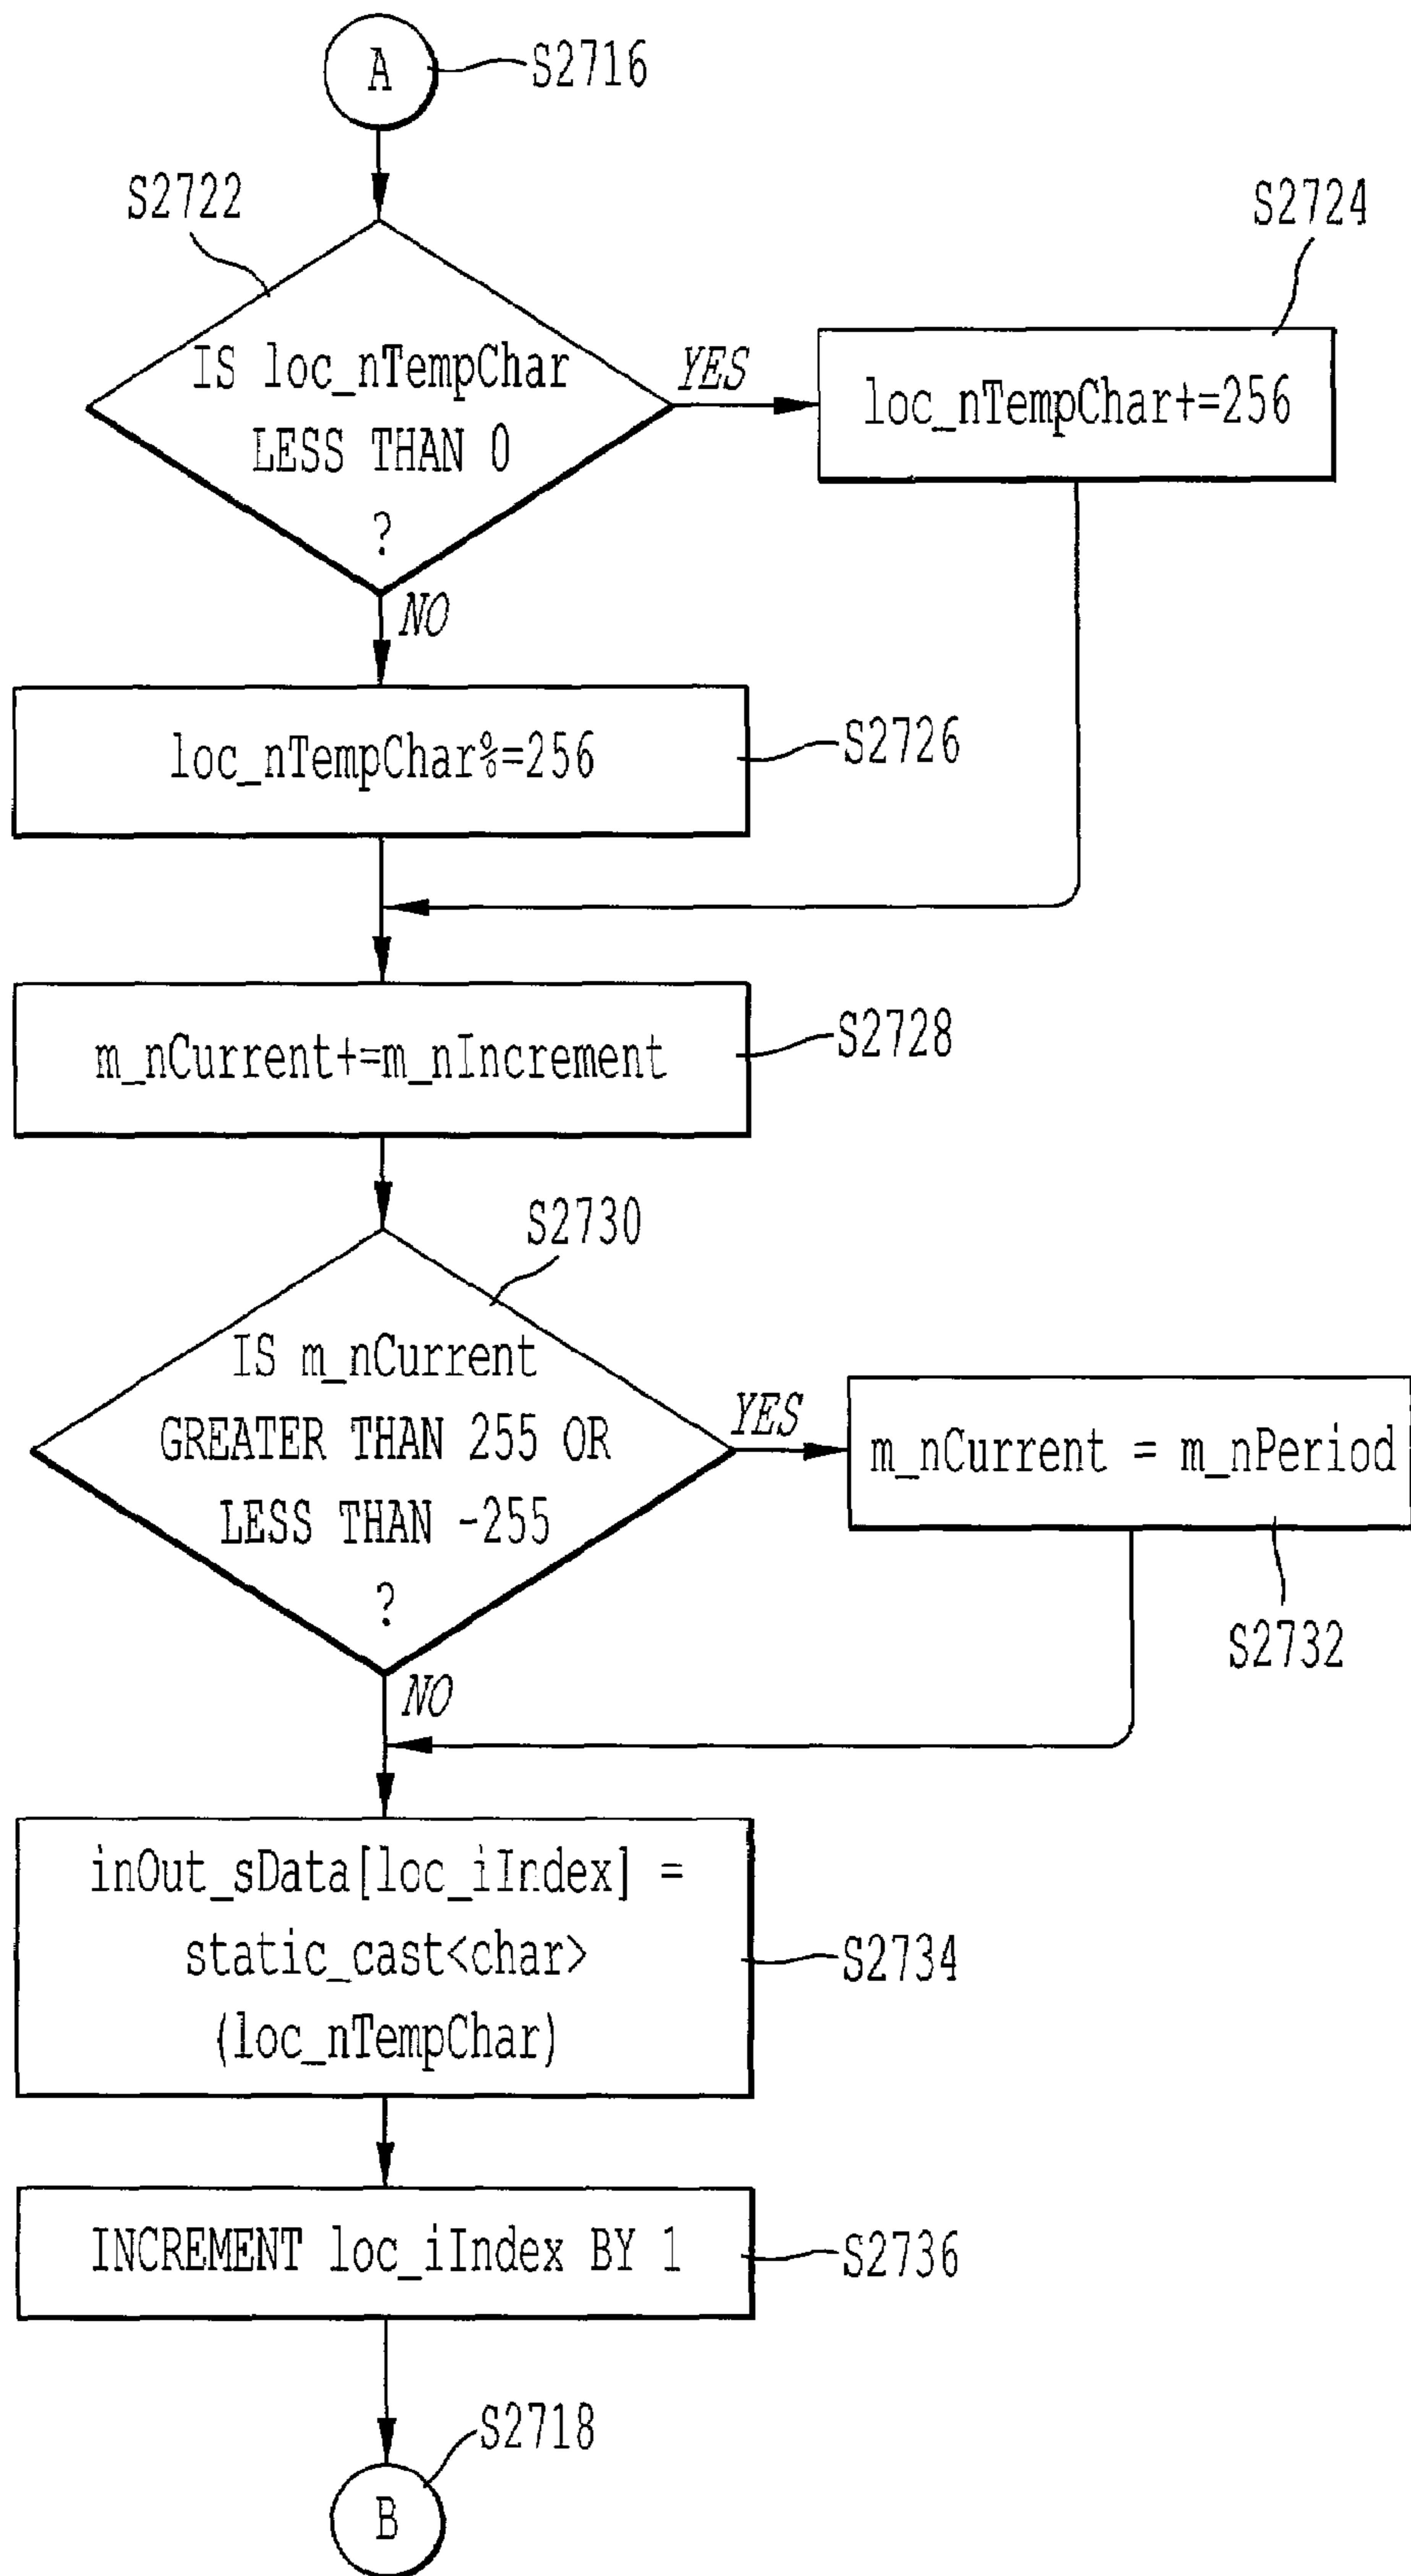 A
S2716
S2722
S2724
IS loc_nTempChar
LESS THAN 0
?
YES
loc_nTempChar+=256
NO
loc_nTempChar%=256
S2726
m_nCurrent+=m_nIncrement
S2728
S2730
IS m_nCurrent
GREATER THAN 255 OR
LESS THAN -255
?
YES
m_nCurrent = m_nPeriod
S2732
NO
inOut_sData[loc_iIndex] =
static_cast<char>
(loc_nTempChar)
S2734
INCREMENT loc_iIndex BY 1
S2736
S2718
B